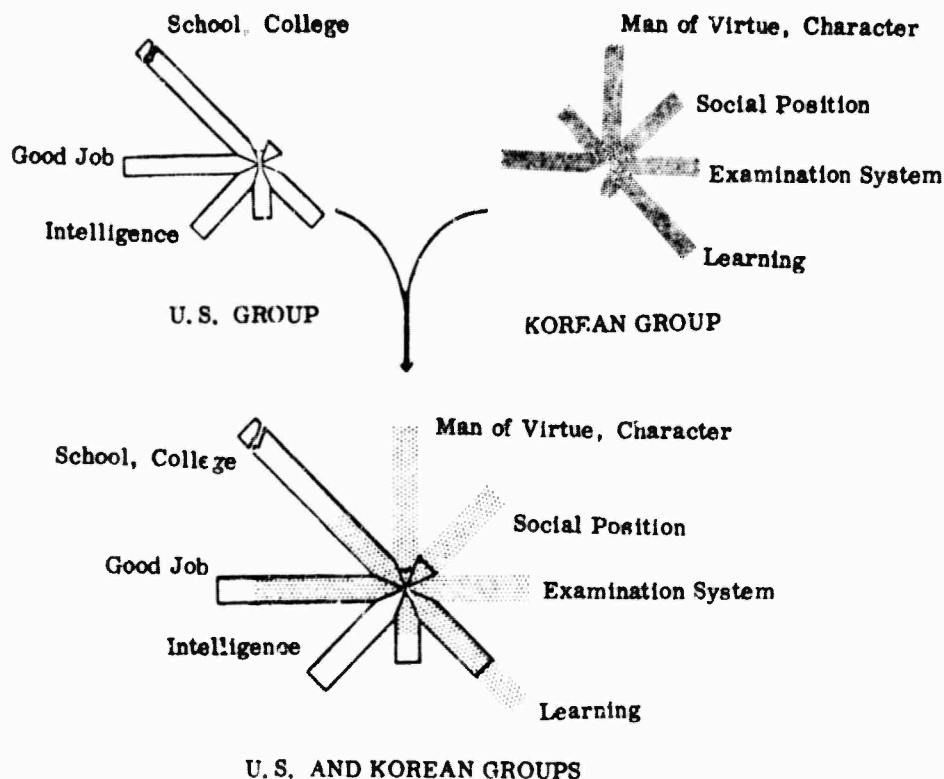 School, College
Man of Virtue, Character
Social Position
Good Job
Examination System
Intelligence
Learning
U.S. GROUP
KOREAN GROUP
Man of Virtue, Character
School, College
Social Position
Good Job
Examination System
Intelligence
Learning
U.S. AND KOREAN GROUPS